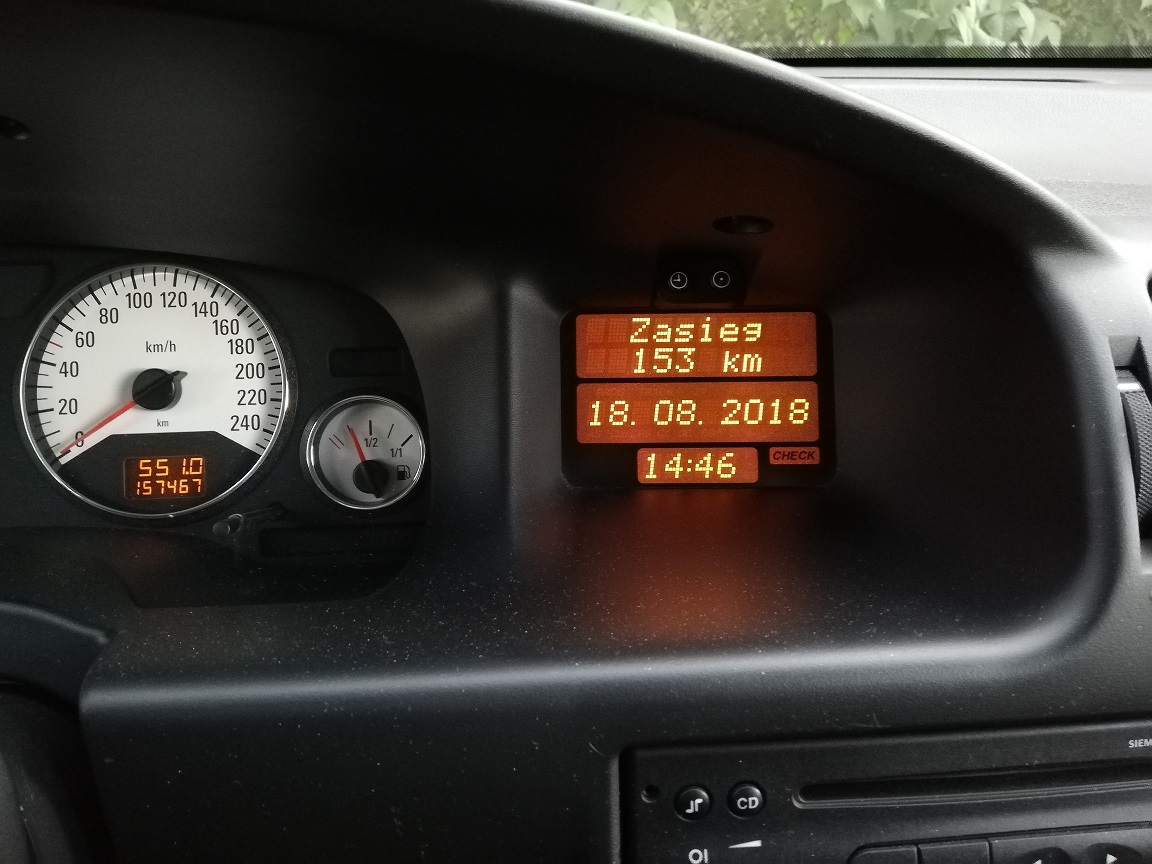 100 120
80 140
60 160
km/h 180
40 200
20 220
km 240
0
551.0
157467
1/2
1/1
Zasieg
153 km
18. 08. 2018
14:46
CHECK
SIEM
CD